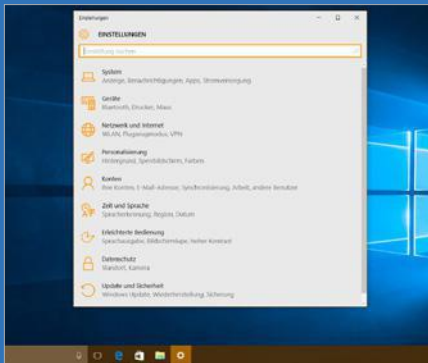 Einstellungen
EINSTELLUNGEN
Einstellung suchen
System
Anzeige, Benachrichtigungen, Apps, Stromversorgung
Geräte
Bluetooth, Drucker, Maus
Netzwerk und Internet
WLAN, Flugzeugmodus, VPN
Personalisierung
Hintergrund, Sperrbildschirm, Farben
Konten
Ihre Konten, E-Mail-Adresse, Synchronisierung, Arbeit, andere Benutzer
Zeit und Sprache
Spracherkennung, Region, Datum
Erleichterte Bedienung
Sprachausgabe, Bildschirmlupe, hoher Kontrast
Datenschutz
Standort, Kamera
Update und Sicherheit
Windows Update, Wiederherstellung, Sicherung